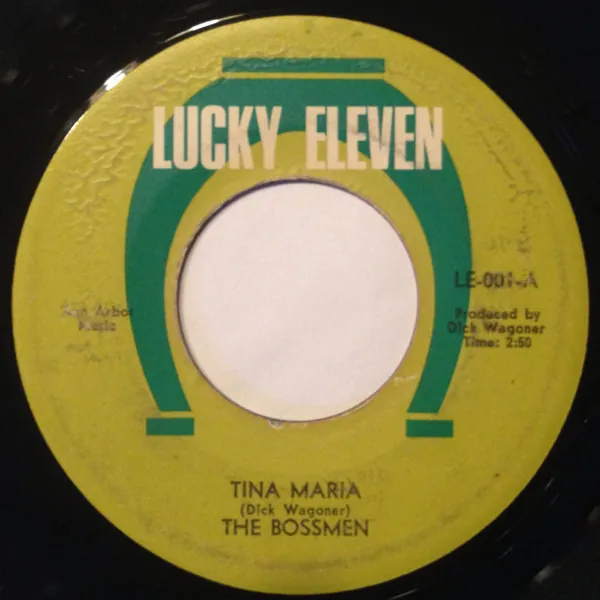 LUCKY ELEVEN
LE-001-A
Ann Arbor
Music
Produced by
Dick Wagoner
Time: 2:50
TINA MARIA
(Dick Wagoner)
THE BOSSMEN